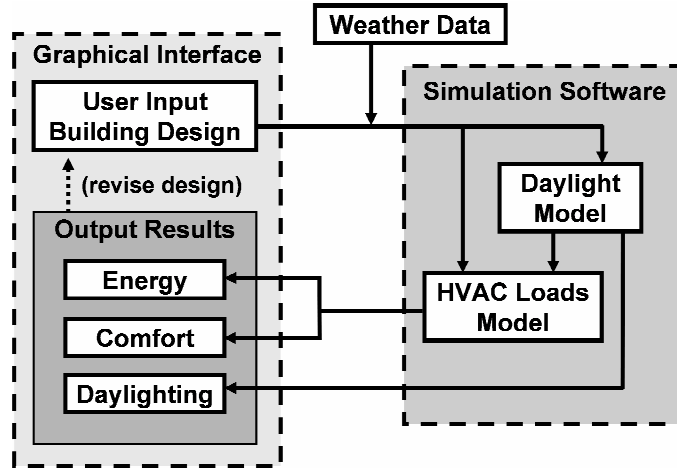 Weather Data
Graphical Interface
User Input
Building Design
(revise design)
Output Results
Energy
Comfort
Daylighting
Simulation Software
Daylight
Model
HVAC Loads
Model